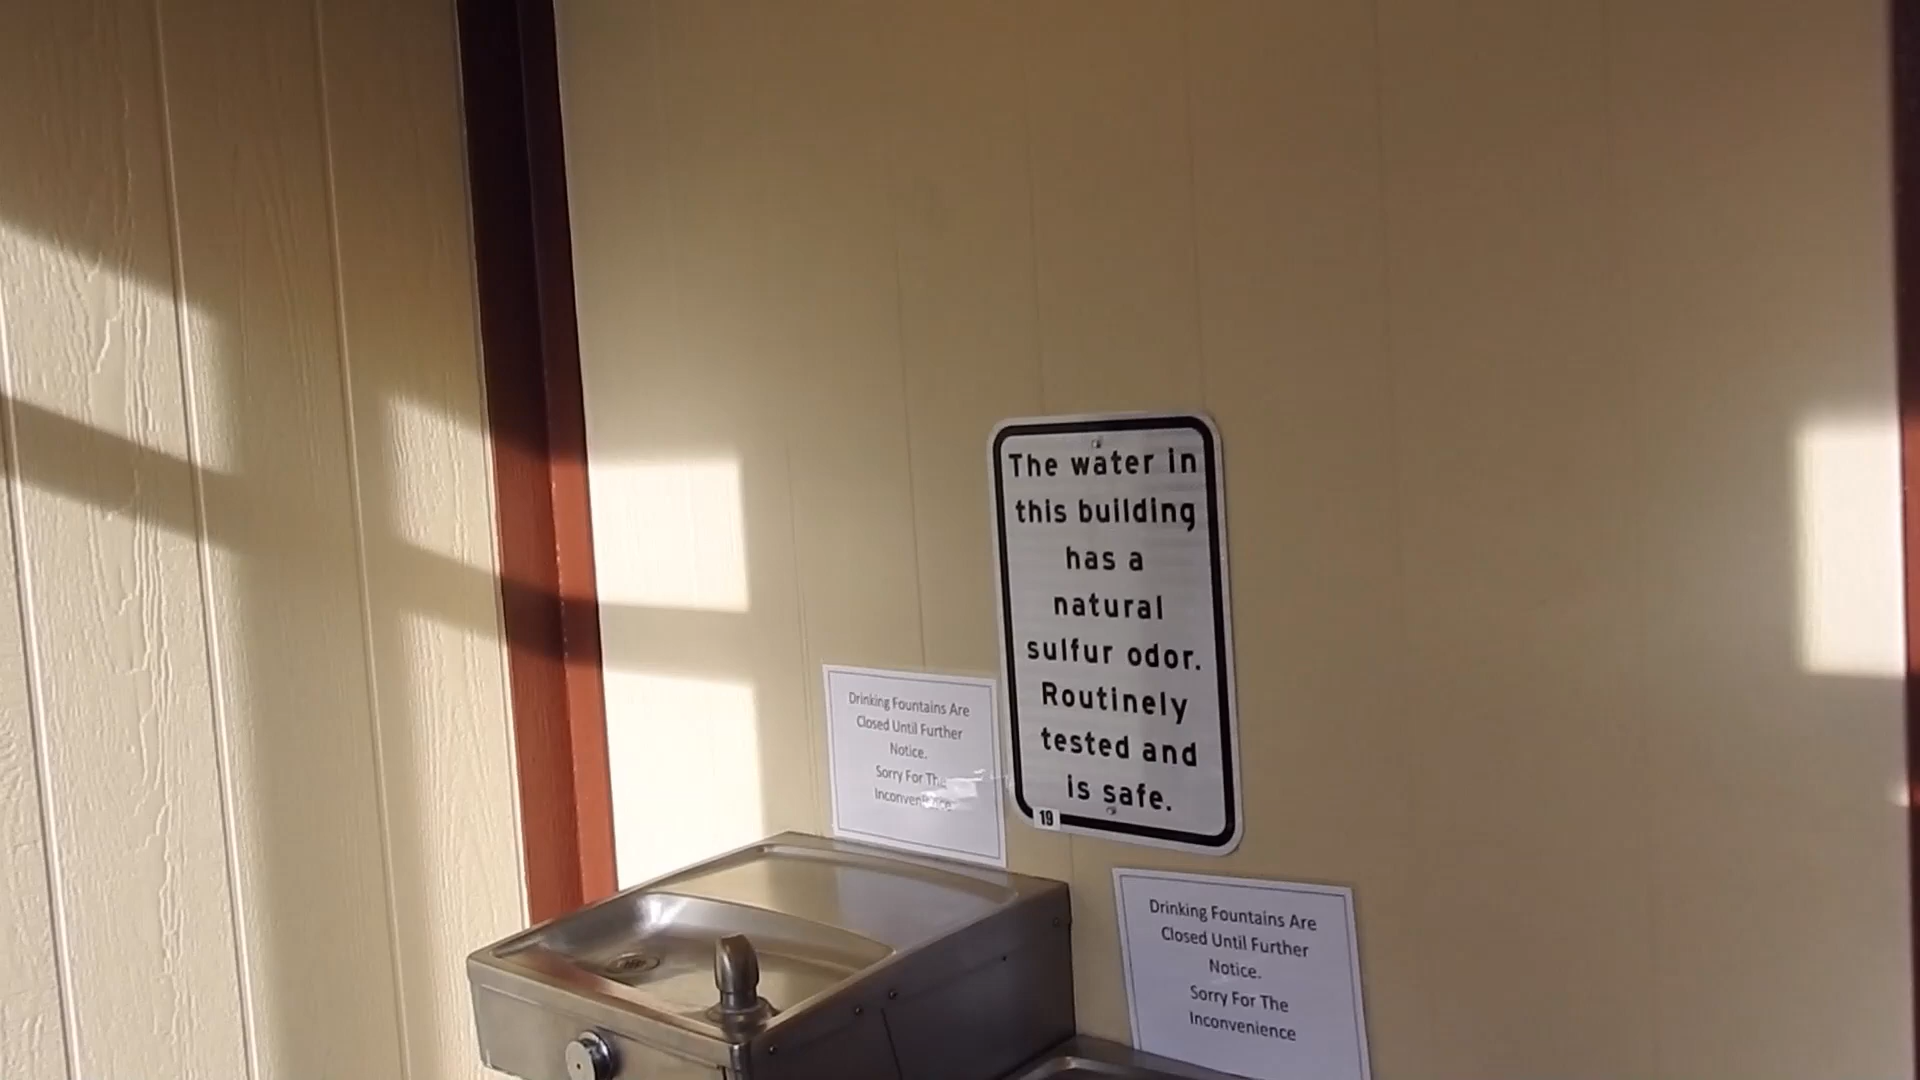 The water in
this building
has a
natural
sulfur odor.
Routinely
tested and
is safe.
19
Drinking Fountains Are
Closed Until Further
Notice.
Sorry For The
Inconvenience
Drinking Fountains Are
Closed Until Further
Notice.
Sorry For The
Inconvenience